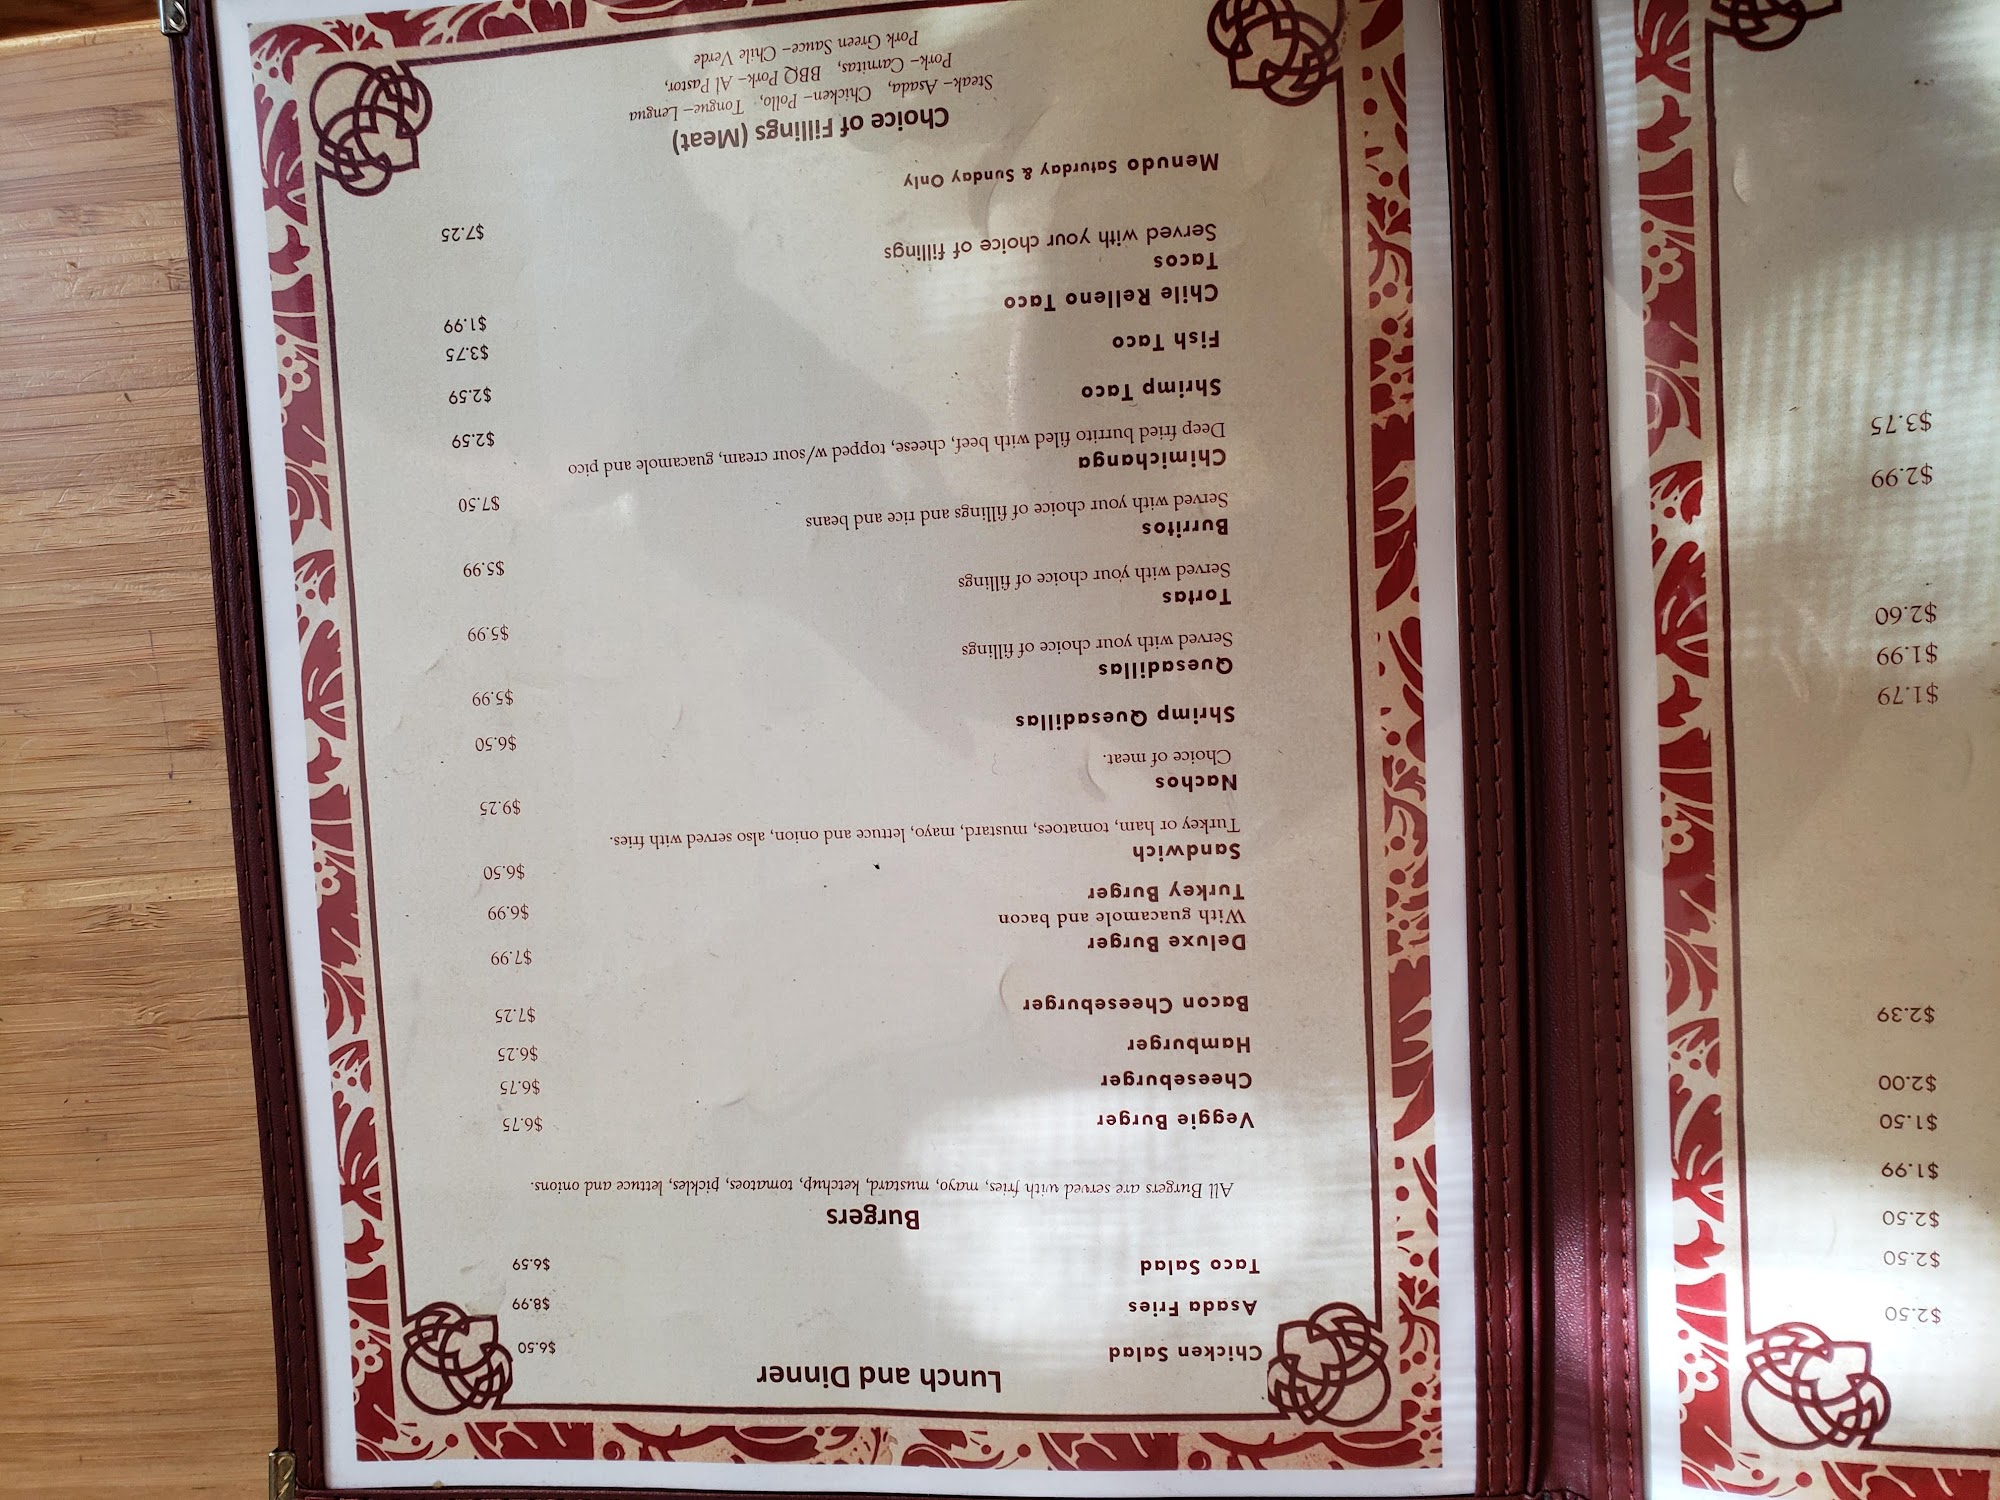 $2.50
$2.50
$2.50
$1.99
$1.50
$2.00
$2.39
$1.79
$1.99
$2.60
$2.99
$3.75
Lunch and Dinner
Chicken Salad $6.50
Asada Fries $8.99
Taco Salad $6.59
Burgers
All Burgers are served with fries, mayo, mustard, ketchup, tomatoes, pickles, lettuce and onions.
Veggie Burger $6.75
Cheeseburger $6.75
Hamburger $6.25
Bacon Cheeseburger $7.25
Deluxe Burger $7.99
With guacamole and bacon
Turkey Burger $6.99
Sandwich $6.50
Turkey or ham, tomatoes, mustard, mayo, lettuce and onion, also served with fries.
Nachos $9.25
Choice of meat.
Shrimp Quesadillas $6.50
Quesadillas $5.99
Served with your choice of fillings
Tortas $5.99
Served with your choice of fillings
Burritos $5.99
Served with your choice of fillings and rice and beans
Chimichanga $7.50
Deep fried burrito filed with beef, cheese, topped w/sour cream, guacamole and pico
Shrimp Taco $2.59
Fish Taco $2.59
Chile Relleno Taco $3.75
Tacos $1.99
Served with your choice of fillings
Menudo Saturday & Sunday Only $7.25
Choice of Fillings (Meat)
Steak– Asada, Chicken– Pollo, Tongue– Lengua
Pork– Carnitas, BBQ Pork– Al Pastor,
Pork Green Sauce– Chile Verde